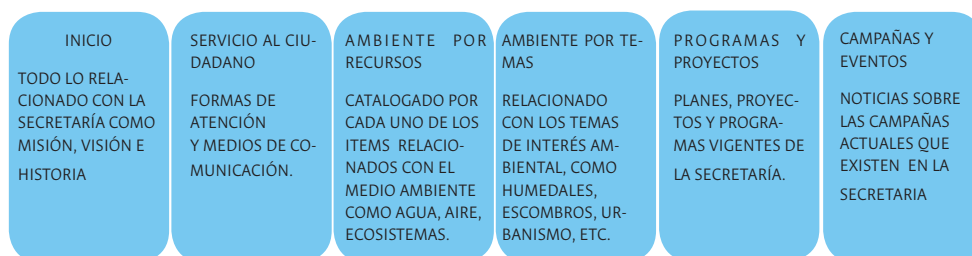 INICIO
TODO LO RELA-
CIONADO CON LA
SECRETARÍA COMO
MISIÓN, VISIÓN E
HISTORIA
SERVICIO AL CIU-
DADANO
FORMAS DE
ATENCIÓN
Y MEDIOS DE CO-
MUNICACIÓN.
AMBIENTE POR
RECURSOS
CATALOGADO POR
CADA UNO DE LOS
ITEMS RELACIO-
NADOS CON EL
MEDIO AMBIENTE
COMO AGUA, AIRE,
ECOSISTEMAS.
AMBIENTE POR TE-
MAS
RELACIONADO
CON LOS TEMAS
DE INTERÉS AM-
BIENTAL, COMO
HUMEDALES,
ESCOMBROS, UR-
BANISMO, ETC.
PROGRAMAS Y
PROYECTOS
PLANES, PROYEC-
TOS Y PROGRA-
MAS VIGENTES DE
LA SECRETARÍA.
CAMPAÑAS Y
EVENTOS
NOTICIAS SOBRE
LAS CAMPAÑAS
ACTUALES QUE
EXISTEN EN LA
SECRETARIA